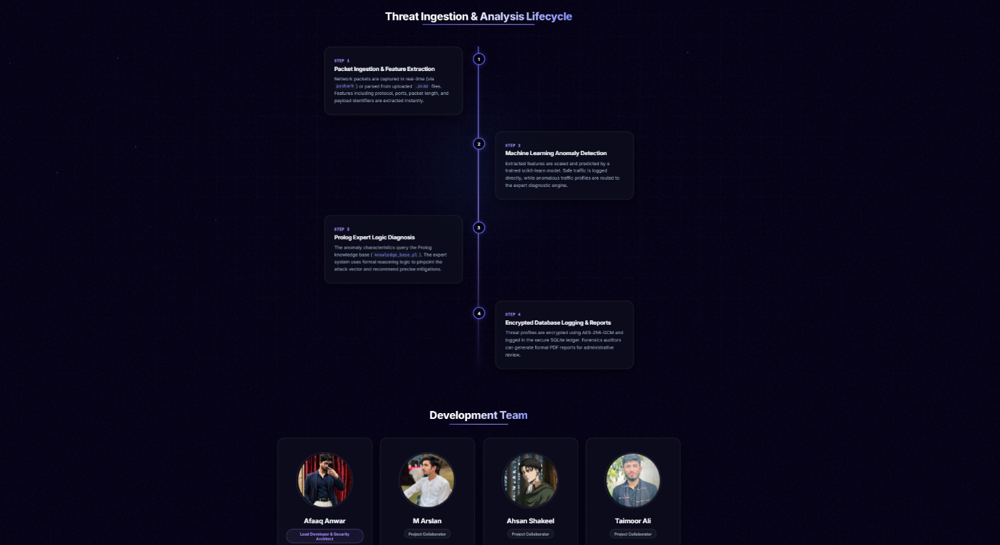 Threat Ingestion & Analysis Lifecycle
1
STEP 1
Packet Ingestion & Feature Extraction
Network packets are captured in real-time (via
pyshark ) or parsed from uploaded .pcap files.
Features including protocol, ports, packet length, and
payload identifiers are extracted instantly.
2
STEP 2
Machine Learning Anomaly Detection
Extracted features are scaled and predicted by a
trained scikit-learn model. Safe traffic is logged
directly, while anomalous traffic profiles are routed to
the expert diagnostic engine.
3
STEP 3
Prolog Expert Logic Diagnosis
The anomaly characteristics query the Prolog
knowledge base ( knowledge_base.pl ). The expert
system uses formal reasoning logic to pinpoint the
attack vector and recommend precise mitigations.
4
STEP 4
Encrypted Database Logging & Reports
Threat profiles are encrypted using AES-256-GCM and
logged in the secure SQLite ledger. Forensics auditors
can generate formal PDF reports for administrative
review.
Development Team
Afaaq Anwar
Lead Developer & Security
Architect
M Arslan
Project Collaborator
Ahsan Shakeel
Project Collaborator
Taimoor Ali
Project Collaborator